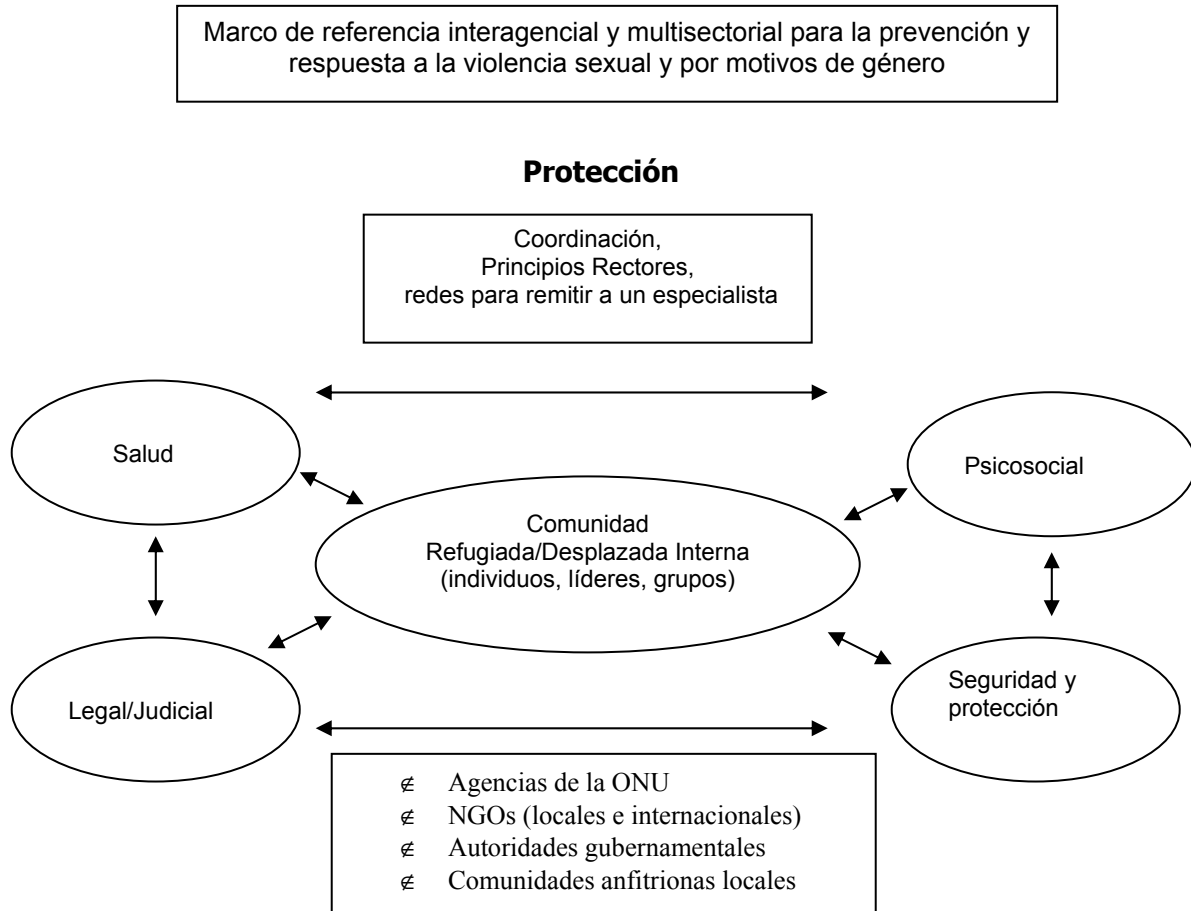 Marco de referencia interagencial y multisectorial para la prevención y
respuesta a la violencia sexual y por motivos de género
Protección
Coordinación,
Principios Rectores,
redes para remitir a un especialista
Salud
Psicosocial
Comunidad
Refugiada/Desplazada Interna
(individuos, líderes, grupos)
Legal/Judicial
Seguridad y
protección
∉ Agencias de la ONU
∉ NGOs (locales e internacionales)
∉ Autoridades gubernamentales
∉ Comunidades anfitrionas locales